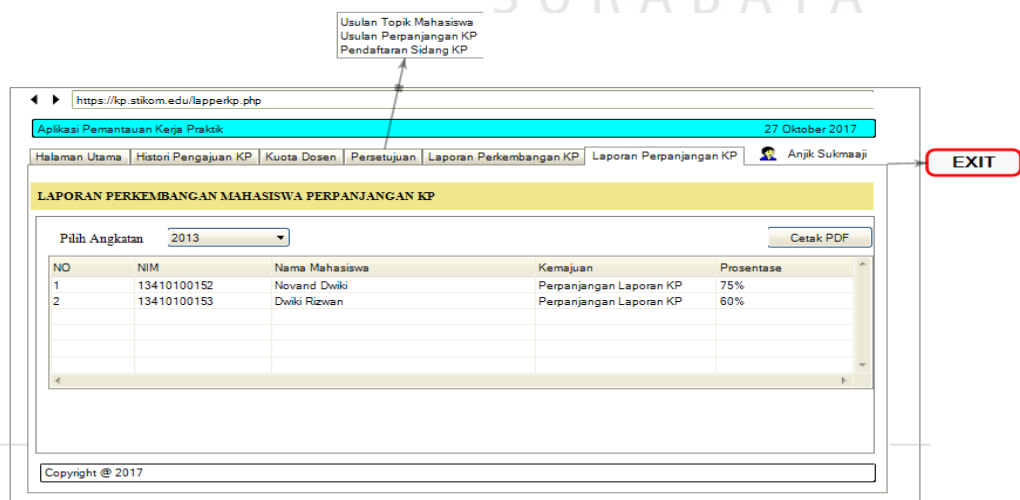 SURABAYA
Usulan Topik Mahasiswa
Usulan Perpanjangan KP
Pendaftaran Sidang KP
https://kp.stikom.edu/lapperkp.php
Aplikasi Pemantauan Kerja Praktik 27 Oktober 2017
Halaman Utama Histori Pengajuan KP Kuota Dosen Persetujuan Laporan Perkembangan KP Laporan Perpanjangan KP Anjik Sukmaaji
EXIT
LAPORAN PERKEMBANGAN MAHASISWA PERPANJANGAN KP
Pilih Angkatan 2013 Cetak PDF
NO NIM Nama Mahasiswa Kemajuan Prosentase
1 13410100152 Novand Dwiki Perpanjangan Laporan KP 75%
2 13410100153 Dwiki Rizwan Perpanjangan Laporan KP 60%
Copyright @ 2017